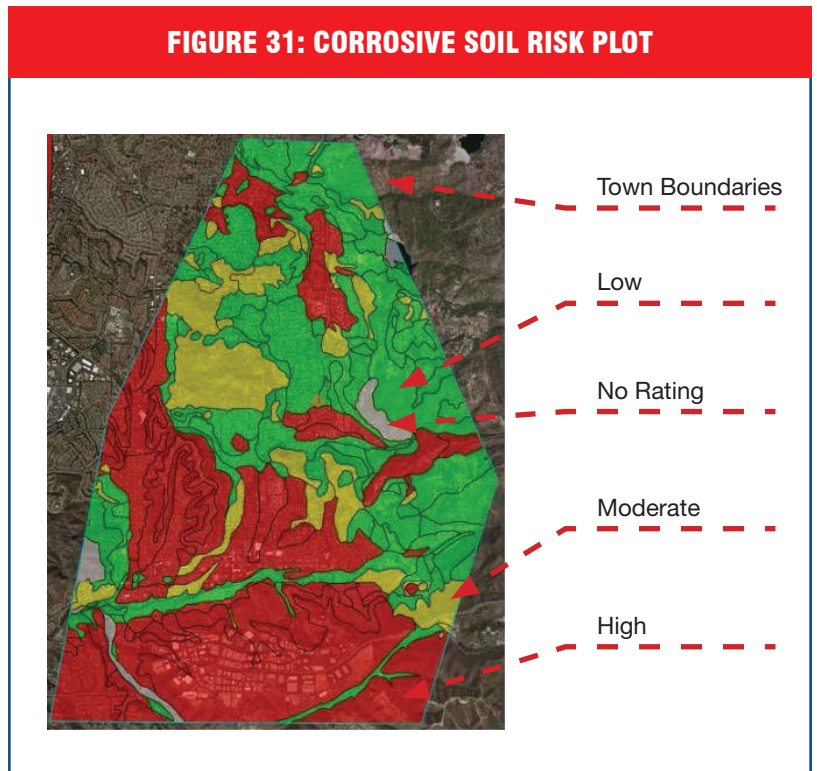 FIGURE 31: CORROSIVE SOIL RISK PLOT
Town Boundaries
Low
No Rating
Moderate
High